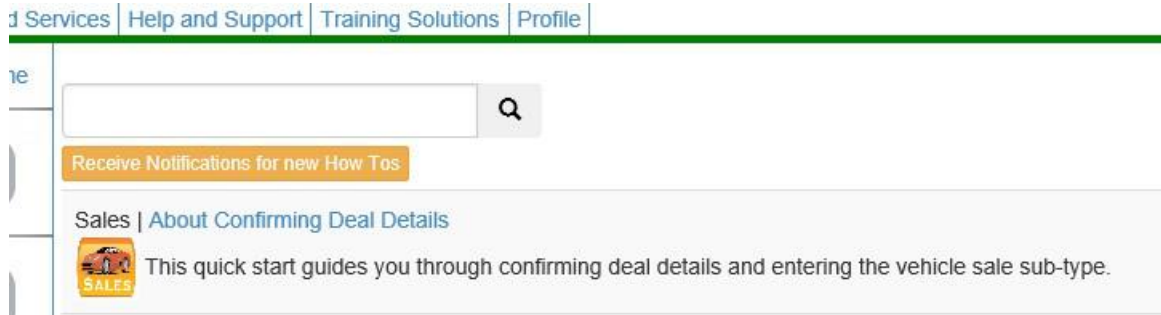 d Services Help and Support Training Solutions Profile
ne
Receive Notifications for new How Tos
Sales | About Confirming Deal Details
SALES
This quick start guides you through confirming deal details and entering the vehicle sale sub-type.